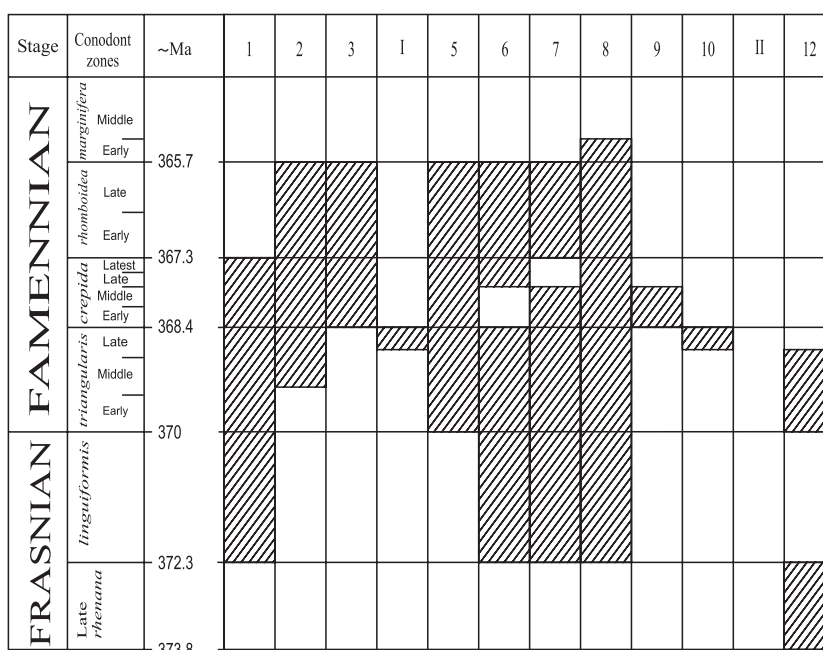 Stage
Conodont
zones
~Ma
1
2
3
I
5
6
7
8
9
10
II
12
FAMENNIAN
marginifera
Middle
Early
365.7
rhomboidea
Late
Early
367.3
crepida
Latest
Late
Middle
Early
368.4
triangularis
Late
Middle
Early
370
FRASNIAN
linguiformis
372.3
Late
rhenana
373.8